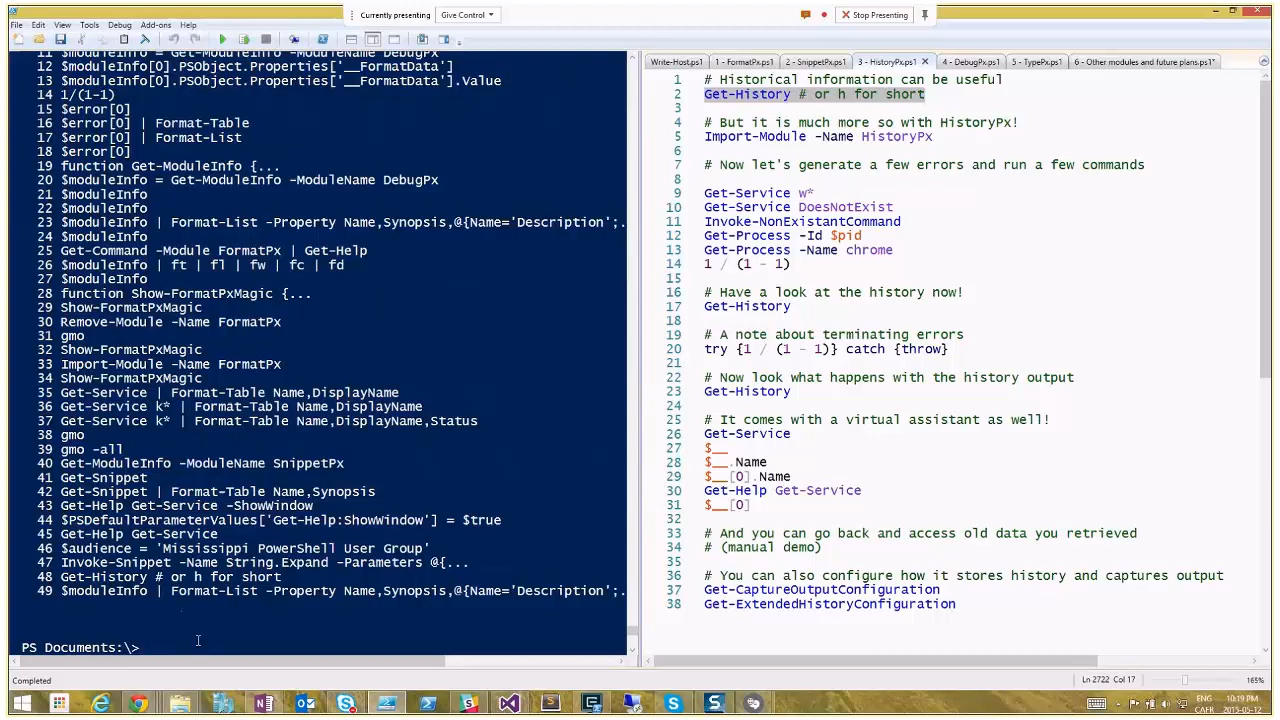 Currently presenting
Give Control
Stop Presenting
File Edit View Tools Debug Add-ons Help
11 $moduleInfo = Get-ModuleInfo -ModuleName DebugPx
12 $moduleInfo[0].PSObject.Properties['__FormatData']
13 $moduleInfo[0].PSObject.Properties['__FormatData'].Value
14 1/(1-1)
15 $error[0]
16 $error[0] | Format-Table
17 $error[0] | Format-List
18 $error[0]
19 function Get-ModuleInfo {...
20 $moduleInfo = Get-ModuleInfo -ModuleName DebugPx
21 $moduleInfo
22 $moduleInfo
23 $moduleInfo | Format-List -Property Name,Synopsis,@{Name='Description';.
24 $moduleInfo
25 Get-Command -Module FormatPx | Get-Help
26 $moduleInfo | ft | fl | fw | fc | fd
27 $moduleInfo
28 function Show-FormatPxMagic {...
29 Show-FormatPxMagic
30 Remove-Module -Name FormatPx
31 gmo
32 Show-FormatPxMagic
33 Import-Module -Name FormatPx
34 Show-FormatPxMagic
35 Get-Service | Format-Table Name,DisplayName
36 Get-Service k* | Format-Table Name,DisplayName
37 Get-Service k* | Format-Table Name,DisplayName,Status
38 gmo
39 gmo -all
40 Get-ModuleInfo -ModuleName SnippetPx
41 Get-Snippet
42 Get-Snippet | Format-Table Name,Synopsis
43 Get-Help Get-Service -ShowWindow
44 $PSDefaultParameterValues['Get-Help:ShowWindow'] = $true
45 Get-Help Get-Service
46 $audience = 'Mississippi PowerShell User Group'
47 Invoke-Snippet -Name String.Expand -Parameters @{...
48 Get-History # or h for short
49 $moduleInfo | Format-List -Property Name,Synopsis,@{Name='Description';.
PS Documents:\>
Write-Host.ps1 1 - FormatPx.ps1 2 - SnippetPx.ps1 3 - HistoryPx.ps1 4 - DebugPx.ps1 5 - TypePx.ps1 6 - Other modules and future plans.ps1*
1 # Historical information can be useful
2 Get-History # or h for short
3
4 # But it is much more so with HistoryPx!
5 Import-Module -Name HistoryPx
6
7 # Now let's generate a few errors and run a few commands
8
9 Get-Service w*
10 Get-Service DoesNotExist
11 Invoke-NonExistantCommand
12 Get-Process -Id $pid
13 Get-Process -Name chrome
14 1 / (1 - 1)
15
16 # Have a look at the history now!
17 Get-History
18
19 # A note about terminating errors
20 try {1 / (1 - 1)} catch {throw}
21
22 # Now look what happens with the history output
23 Get-History
24
25 # It comes with a virtual assistant as well!
26 Get-Service
27 $__
28 $__.Name
29 $__[0].Name
30 Get-Help Get-Service
31 $__[0]
32
33 # And you can go back and access old data you retrieved
34 # (manual demo)
35
36 # You can also configure how it stores history and captures output
37 Get-CaptureOutputConfiguration
38 Get-ExtendedHistoryConfiguration
Completed
Ln 2722 Col 17
165%
ENG
CAFR
10:19 PM
2015-05-12